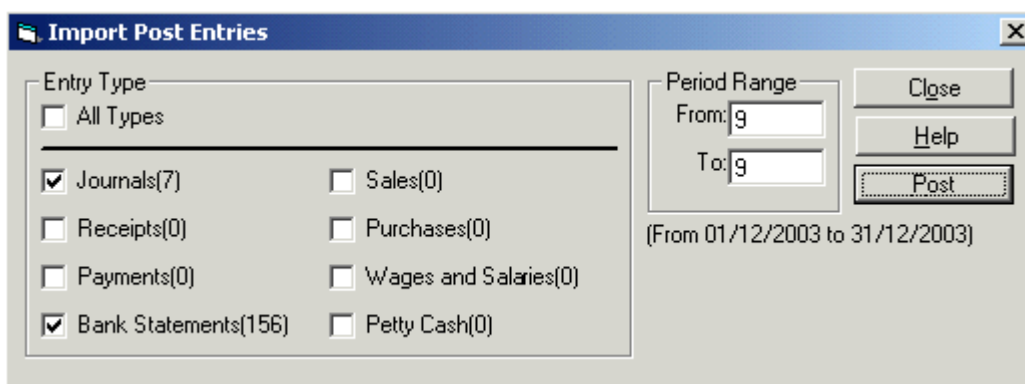 Import Post Entries
Entry Type
All Types
Journals(7)
Sales(0)
Receipts(0)
Purchases(0)
Payments(0)
Wages and Salaries(0)
Bank Statements(156)
Petty Cash(0)
Period Range
From: 9
To: 9
(From 01/12/2003 to 31/12/2003)
Close
Help
Post